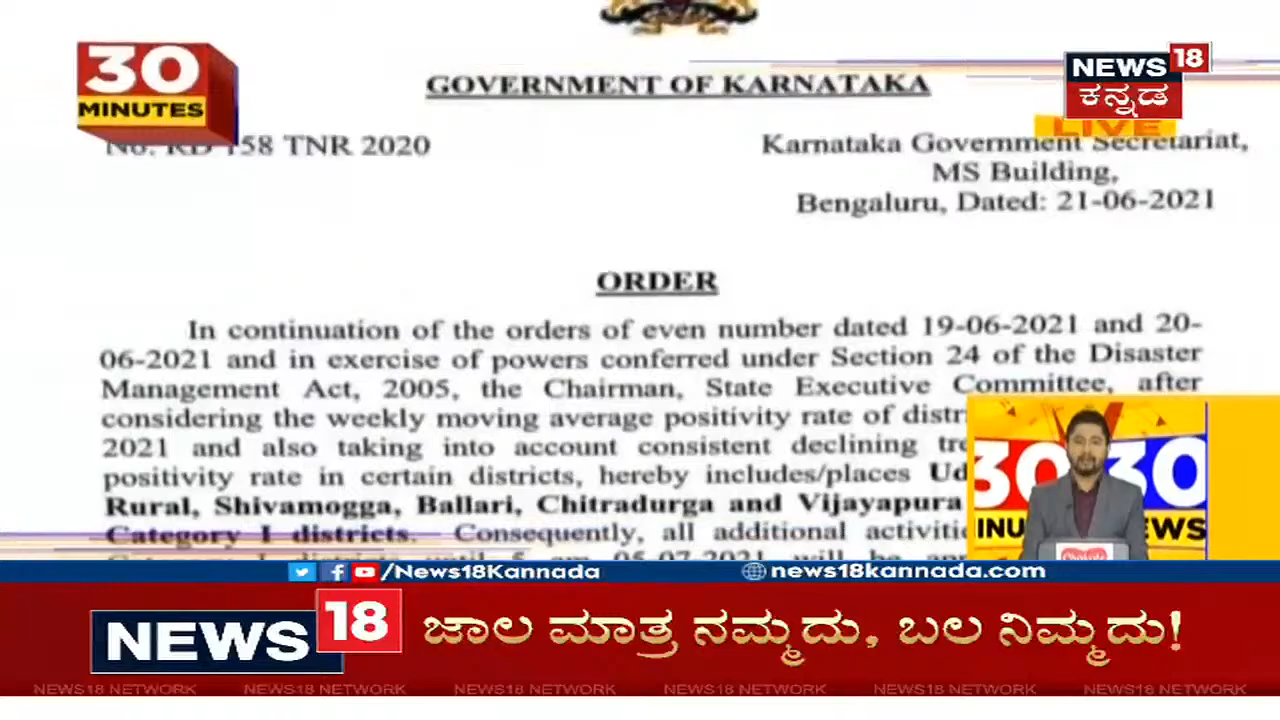 30
MINUTES
NEWS 18
ಕನ್ನಡ
LIVE
GOVERNMENT OF KARNATAKA
No. RD 158 TNR 2020
Karnataka Government Secretariat,
MS Building,
Bengaluru, Dated: 21-06-2021
ORDER
In continuation of the orders of even number dated 19-06-2021 and 20-
06-2021 and in exercise of powers conferred under Section 24 of the Disaster
Management Act, 2005, the Chairman, State Executive Committee, after
considering the weekly moving average positivity rate of
2021 and also taking into account consistent declining
positivity rate in certain districts, hereby includes/places
Rural, Shivamogga, Ballari, Chitradurga and Vijayapura
Category I districts. Consequently, all additional
30 30
/News18Kannada
news18kannada.com
NEWS 18
ಜಾಲ ಮಾತ್ರ ನಮ್ಮದು, ಬಲ ನಿಮ್ಮದು!
NEWS18 NETWORK NEWS18 NETWORK NEWS18 NETWORK NEWS18 NETWORK NEWS18 NETWORK NEWS18 NETWORK